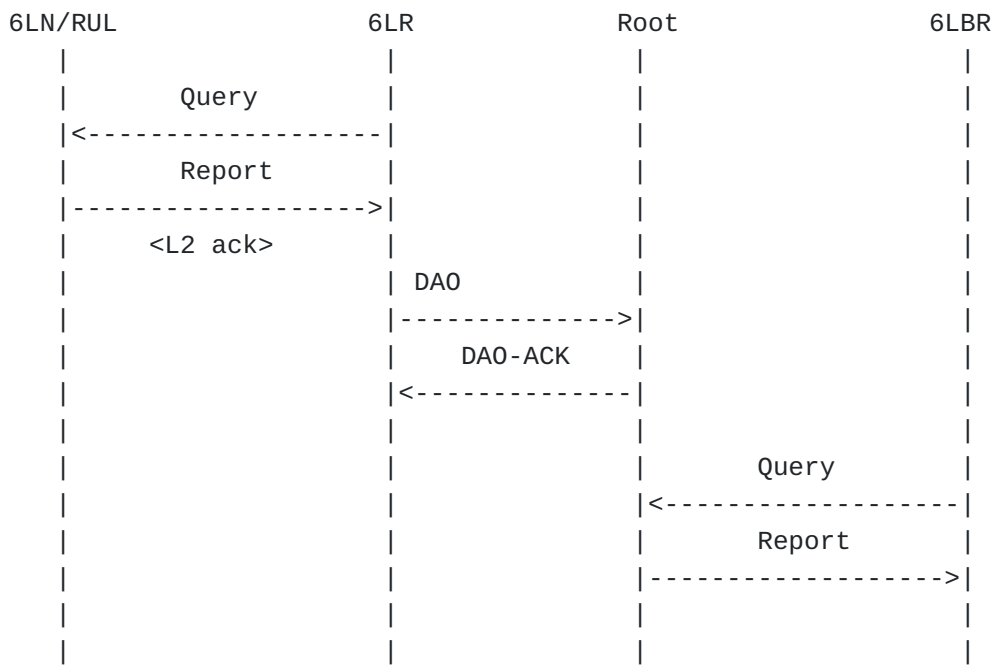 6LN/RUL                6LR             Root               6LBR
   |                    |               |                    |
   |       Query        |               |                    |
   |<-------------------|               |                    |
   |       Report       |               |                    |
   |------------------->|               |                    |
   |     <L2 ack>       |               |                    |
   |                    | DAO           |                    |
   |                    |-------------->|                    |
   |                    |    DAO-ACK    |                    |
   |                    |<--------------|                    |
   |                    |               |                    |
   |                    |               |       Query        |
   |                    |               |<-------------------|
   |                    |               |       Report       |
   |                    |               |------------------->|
   |                    |               |                    |
   |                    |               |                    |